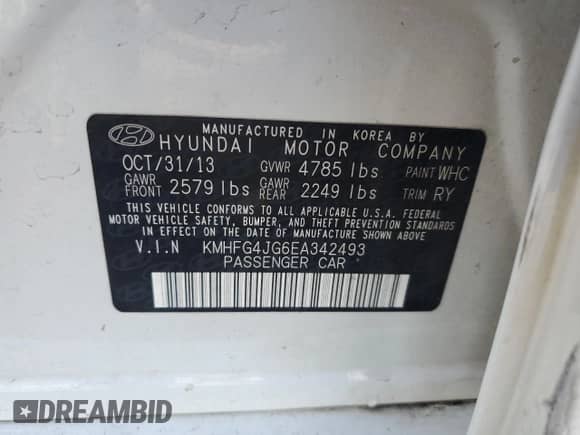 MANUFACTURED IN KOREA BY
HYUNDAI MOTOR COMPANY
OCT/31/13 GVWR 4785 lbs PAINT WHC
GAWR FRONT 2579 lbs GAWR REAR 2249 lbs TRIM RY
THIS VEHICLE CONFORMS TO ALL APPLICABLE U.S.A. FEDERAL
MOTOR VEHICLE SAFETY, BUMPER, AND THEFT PREVENTION STANDARDS
IN EFFECT ON THE DATE OF MANUFACTURE SHOWN ABOVE.
V.I.N KMHFG4JG6EA342493
PASSENGER CAR
DREAMBID